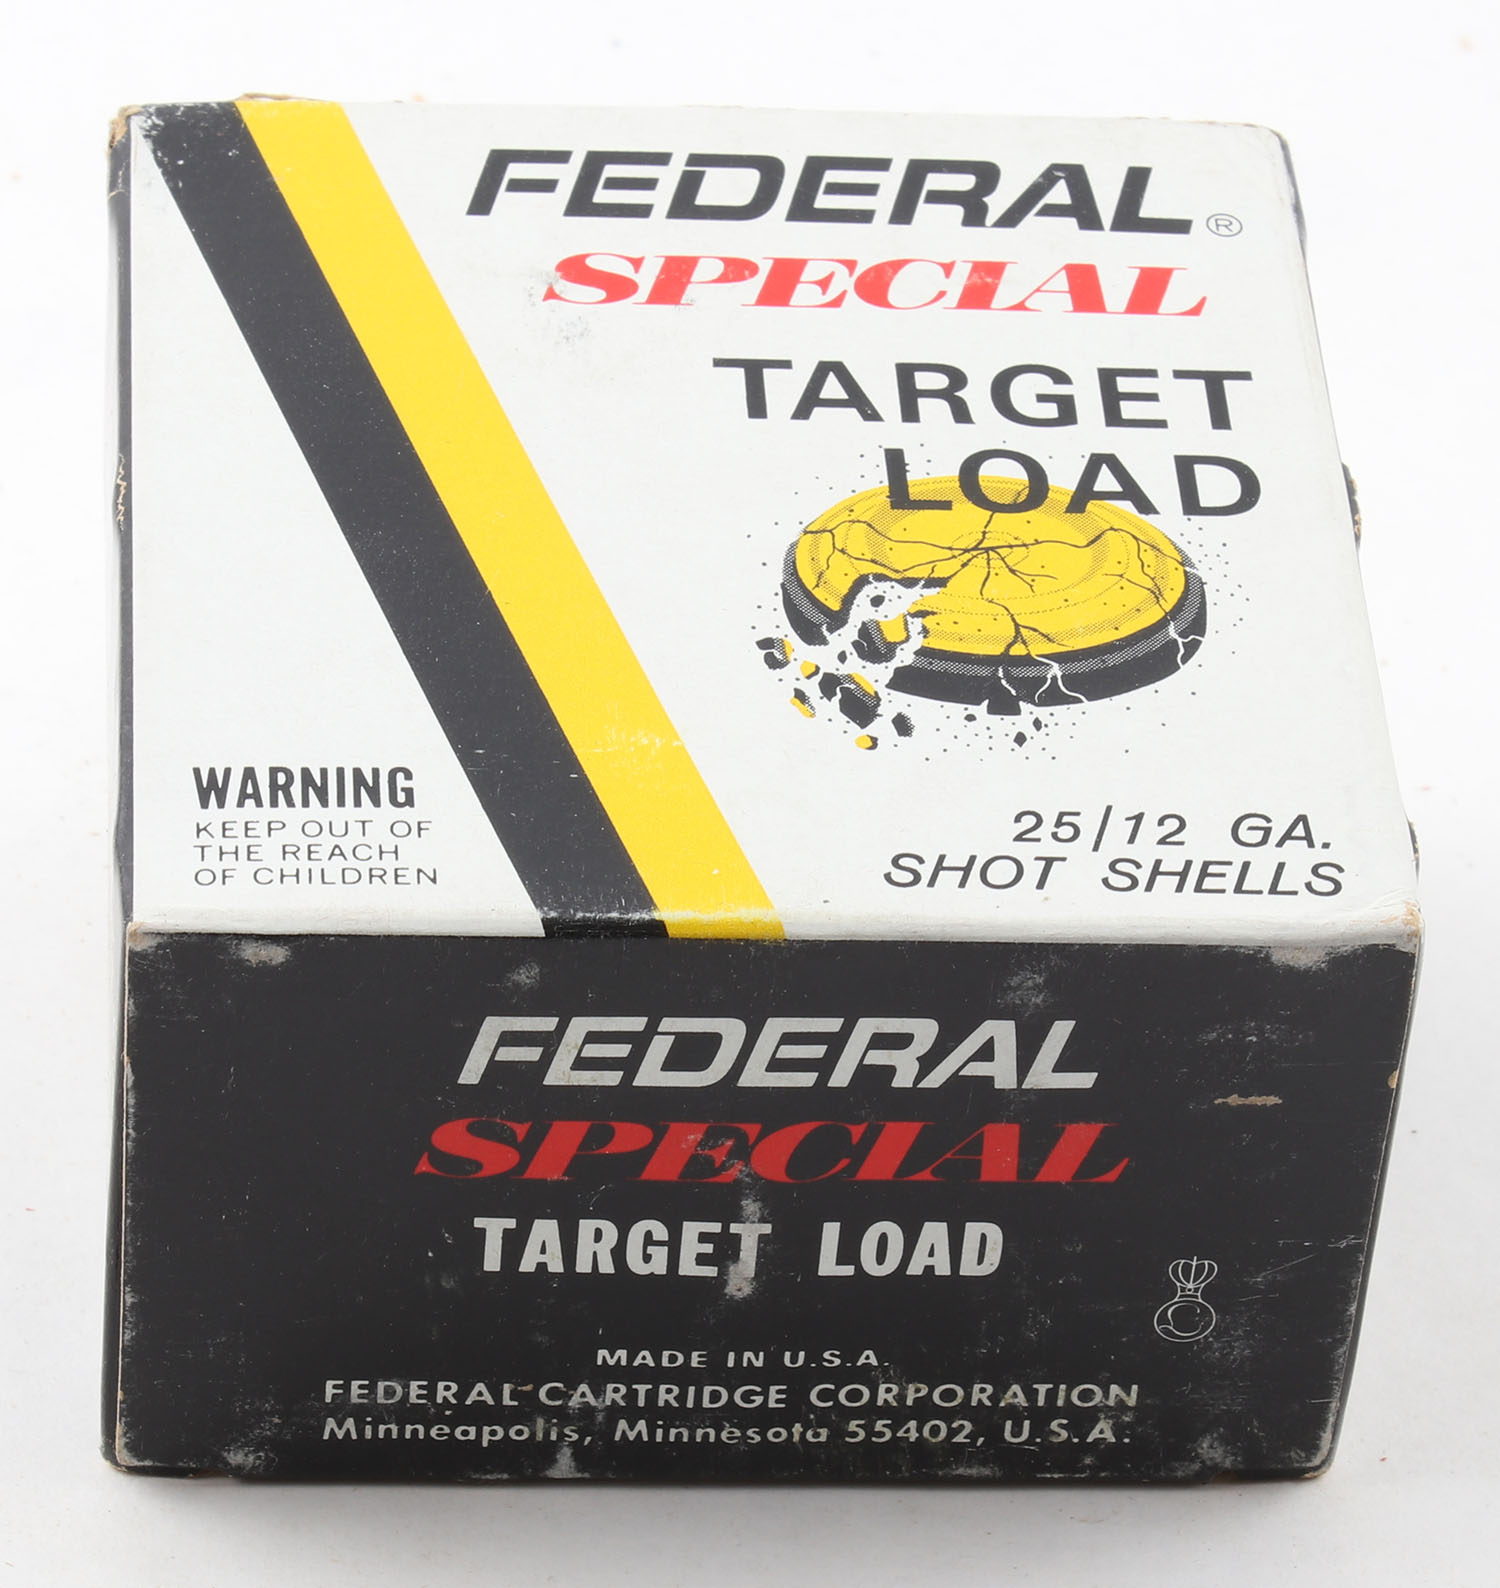 FEDERAL®
SPECIAL
TARGET
LOAD
WARNING
KEEP OUT OF
THE REACH
OF CHILDREN
25/12 GA.
SHOT SHELLS
FEDERAL
SPECIAL
TARGET LOAD
MADE IN U.S.A.
FEDERAL CARTRIDGE CORPORATION
Minneapolis, Minnesota 55402, U.S.A.